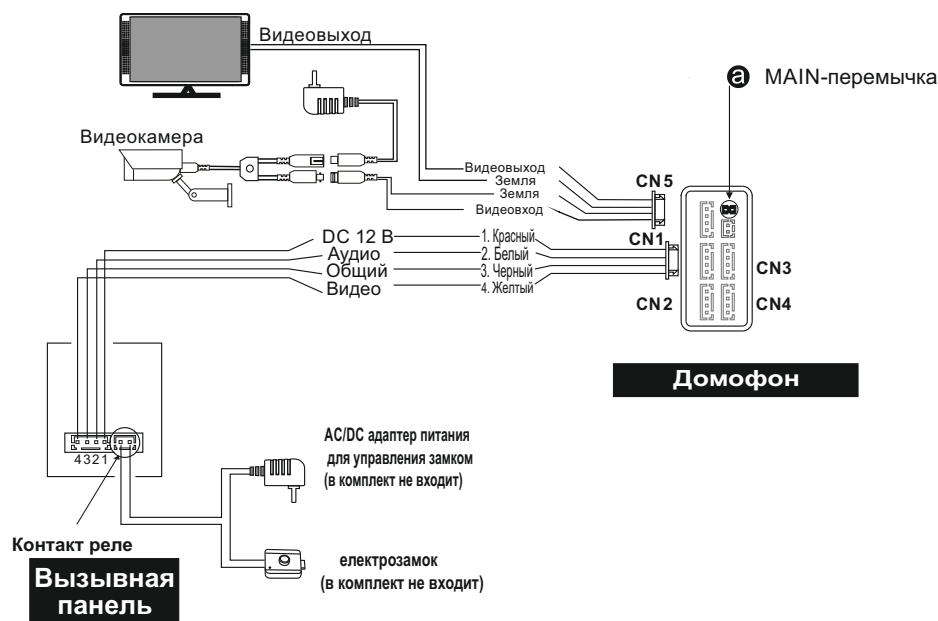 Видеовыход
a MAIN-перемычка
Видеокамера
Видеовыход
Земля
Земля
Видеовход
CN5
CN1
CN3
CN2
CN4
DC 12 В
1. Красный
Аудио
2. Белый
Общий
3. Черный
Видео
4. Желтый
Домофон
4321
AC/DC адаптер питания
для управления замком
(в комплект не входит)
Контакт реле
електрозамок
(в комплект не входит)
Вызывная
панель